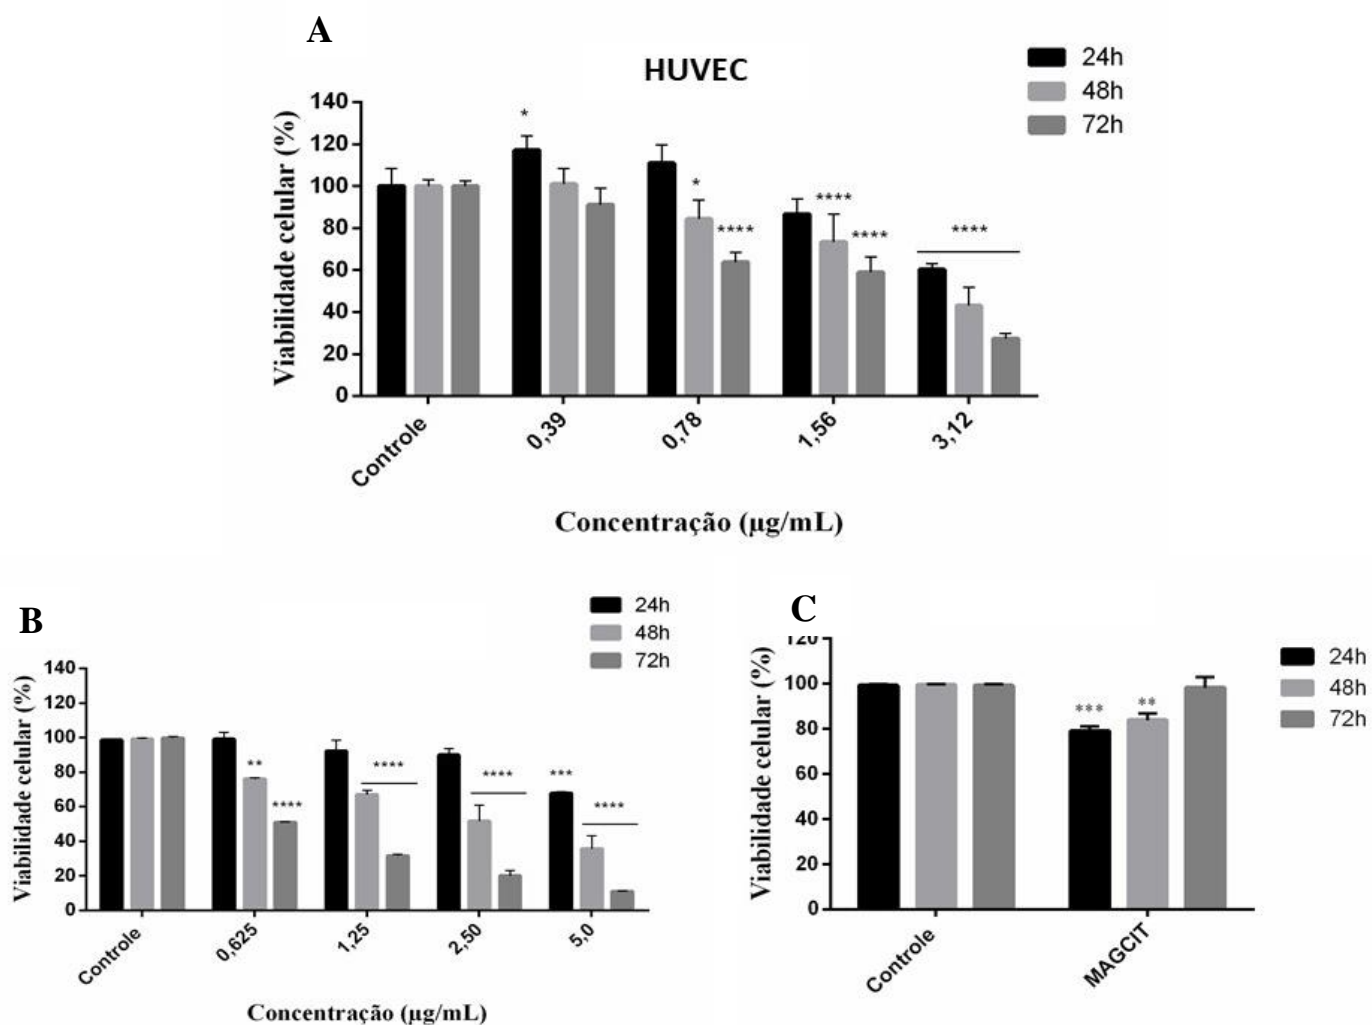 A
HUVEC
24h
48h
72h
Viabilidade celular (%)
140
120
100
80
60
40
20
0
*
*
****
****
****
****
Controle
0,39
0,78
1,56
3,12
Concentração (μg/mL)
B
24h
48h
72h
Viabilidade celular (%)
140
120
100
80
60
40
20
0
**
****
****
****
***
****
Controle
0,625
1,25
2,50
5,0
Concentração (μg/mL)
C
24h
48h
72h
Viabilidade celular (%)
120
100
80
60
40
20
0
***
**
Controle
MAGCIT